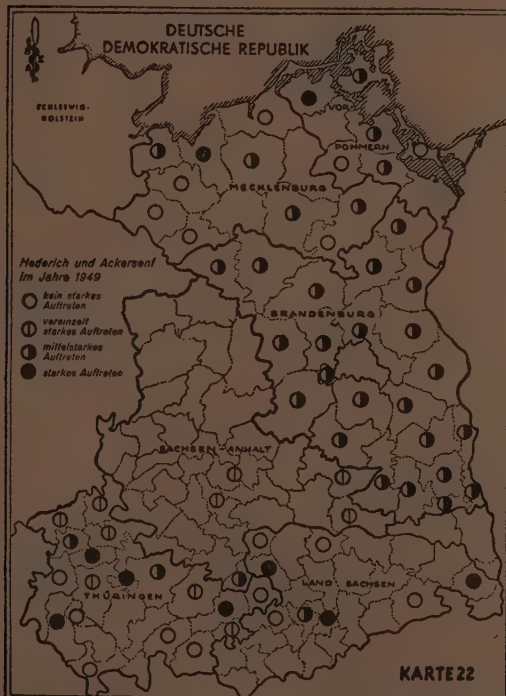 DEUTSCHE
DEMOKRATISCHE REPUBLIK
SCHLESWIG-
HOLSTEIN
VOR
POMMERN
MECKLENBURG
Hederich und Ackersenf
im Jahre 1949
kein starkes
Auftreten
vereinzelt
starkes Auftreten
mittelstarkes
Auftreten
starkes Auftreten
BRANDENBURG
SACHSEN-ANHALT
LAND SACHSEN
THÜRINGEN
KARTE 22